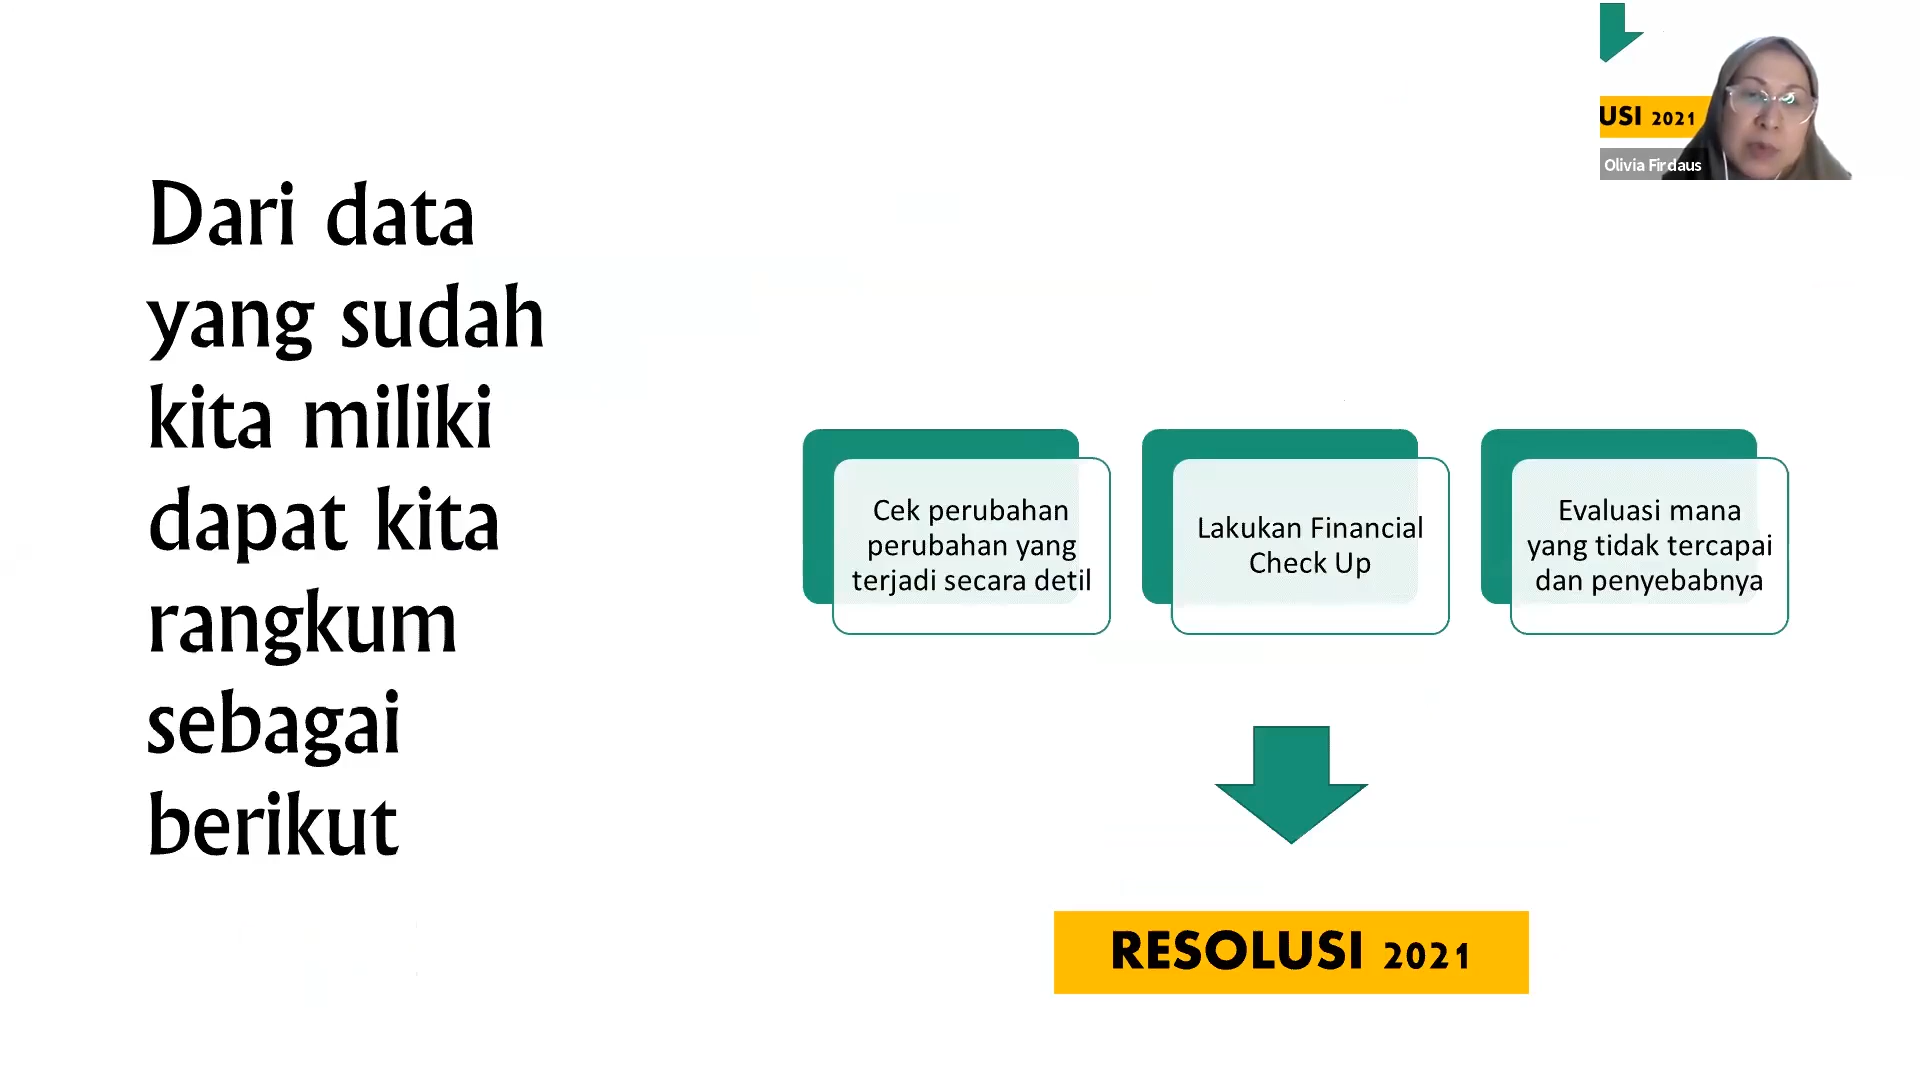 Dari data
yang sudah
kita miliki
dapat kita
rangkum
sebagai
berikut
Cek perubahan
perubahan yang
terjadi secara detil
Lakukan Financial
Check Up
Evaluasi mana
yang tidak tercapai
dan penyebabnya
RESOLUSI 2021
USI 2021
Olivia Firdaus